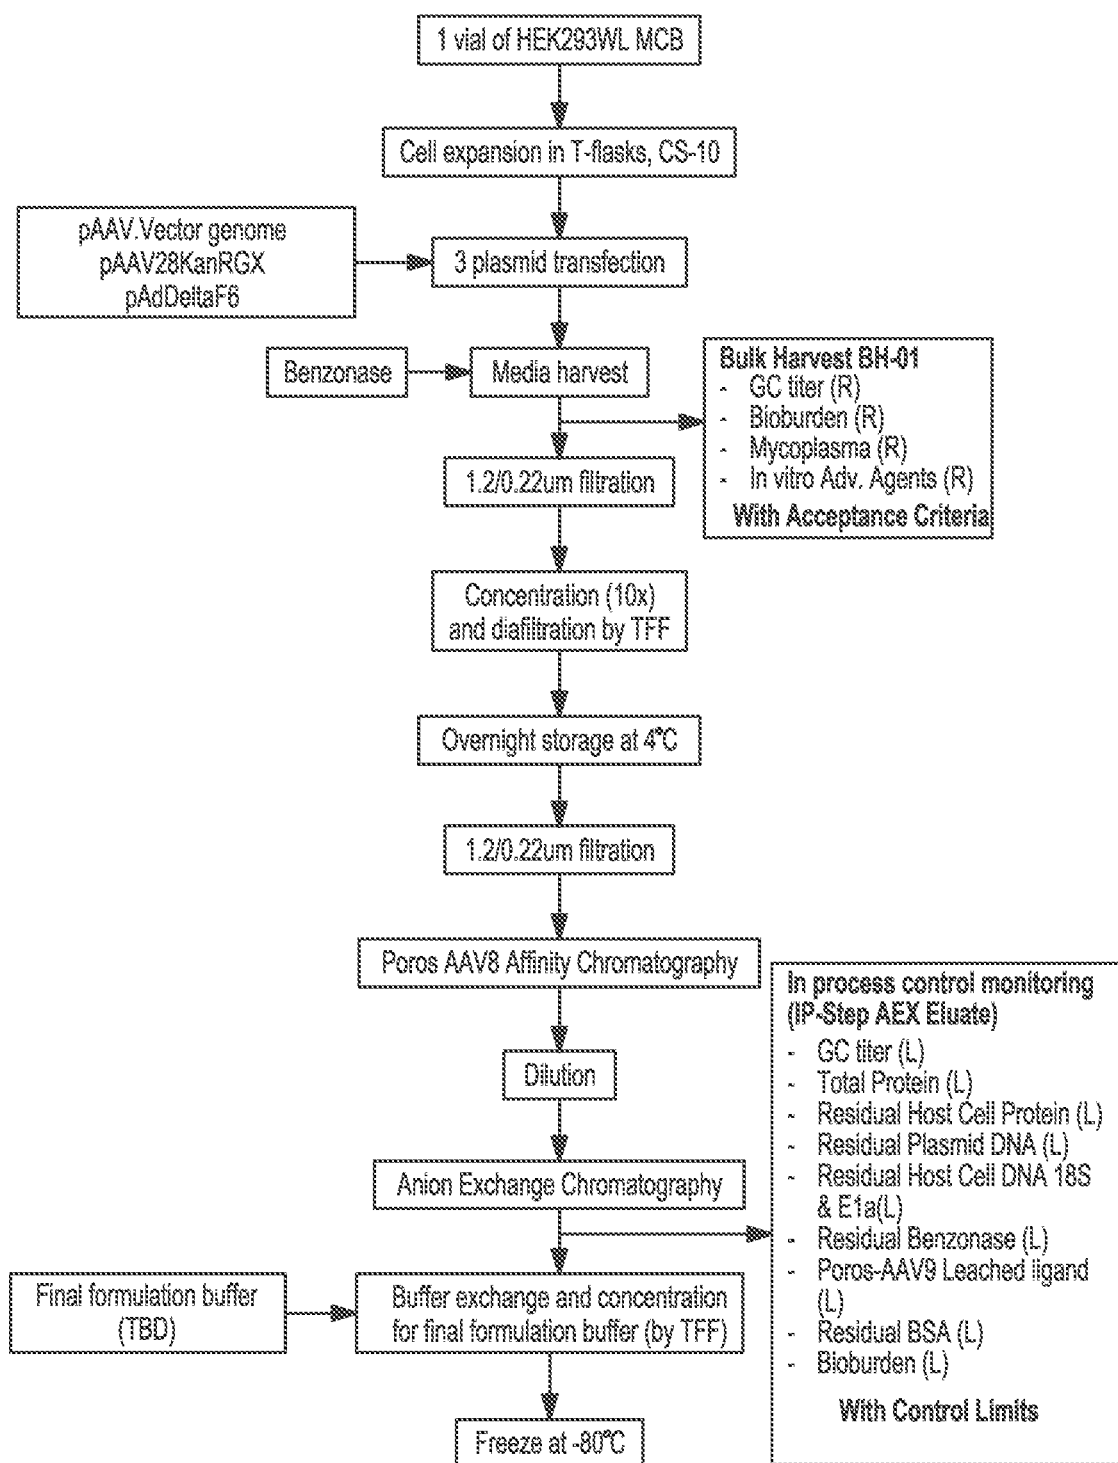 1 vial of HEK293WL MCB
Cell expansion in T-flasks, CS-10
pAAV.Vector genome
pAAV28KanRGX
pAdDeltaF6
3 plasmid transfection
Benzonase
Media harvest
Bulk Harvest BH-01
- GC titer (R)
- Bioburden (R)
- Mycoplasma (R)
- In vitro Adv. Agents (R)
With Acceptance Criteria
1.2/0.22um filtration
Concentration (10x)
and diafiltration by TFF
Overnight storage at 4°C
1.2/0.22um filtration
Poros AAV8 Affinity Chromatography
Dilution
Anion Exchange Chromatography
In process control monitoring
(IP-Step AEX Eluate)
- GC titer (L)
- Total Protein (L)
- Residual Host Cell Protein (L)
- Residual Plasmid DNA (L)
- Residual Host Cell DNA 18S
& E1a(L)
- Residual Benzonase (L)
- Poros-AAV9 Leached ligand
(L)
- Residual BSA (L)
- Bioburden (L)
With Control Limits
Final formulation buffer
(TBD)
Buffer exchange and concentration
for final formulation buffer (by TFF)
Freeze at -80°C